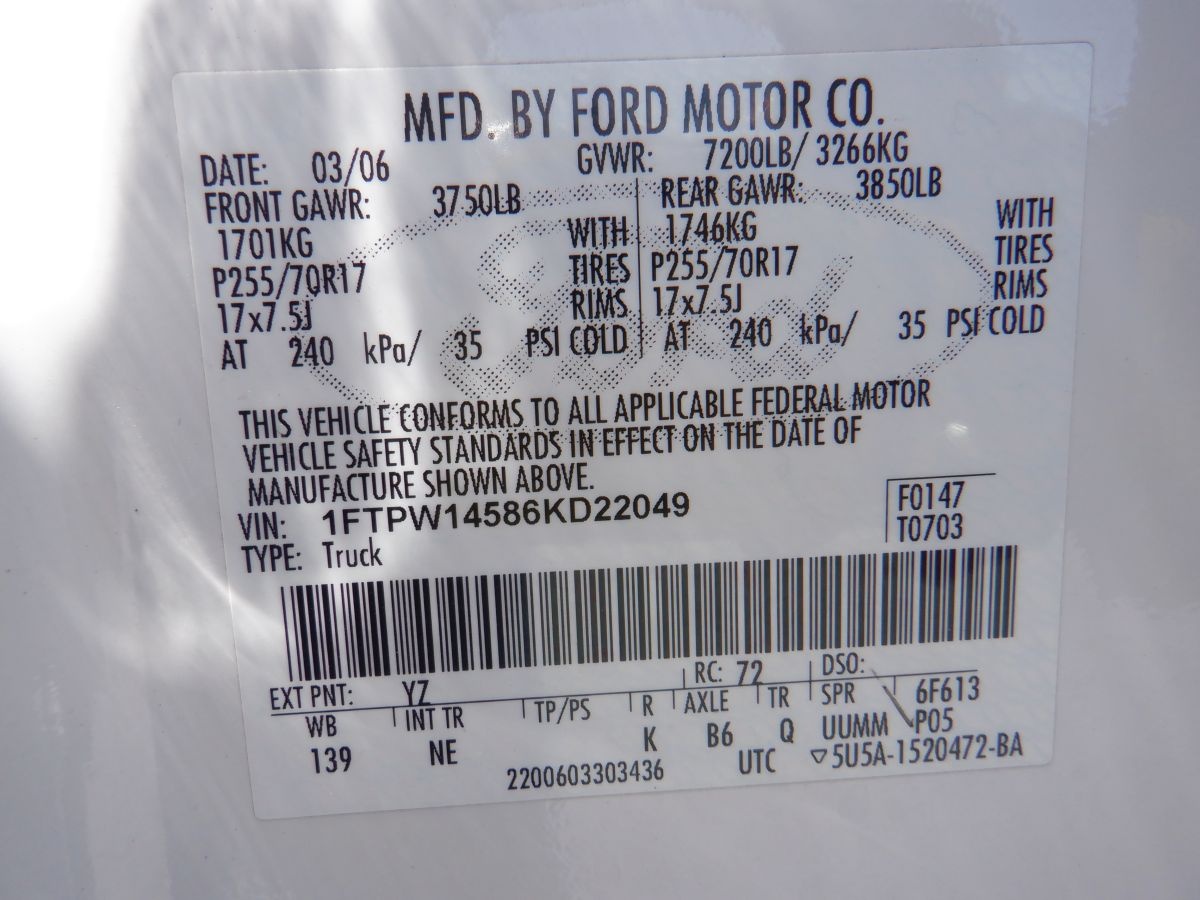 MFD. BY FORD MOTOR CO.
DATE: 03/06 GVWR: 7200LB/ 3266KG
FRONT GAWR: 3750LB REAR GAWR: 3850LB
1701KG WITH 1746KG WITH
P255/70R17 TIRES P255/70R17 TIRES
17x7.5J RIMS 17x7.5J RIMS
AT 240 kPa/ 35 PSI COLD AT 240 kPa/ 35 PSI COLD
Ford
THIS VEHICLE CONFORMS TO ALL APPLICABLE FEDERAL MOTOR
VEHICLE SAFETY STANDARDS IN EFFECT ON THE DATE OF
MANUFACTURE SHOWN ABOVE.
VIN: 1FTPW14586KD22049 F0147
TYPE: Truck T0703
EXT PNT: YZ RC: 72 DSO:
WB INT TR TP/PS R AXLE TR SPR 6F613
139 NE K B6 Q UUMM P05
2200603303436 UTC ▽5U5A-1520472-BA